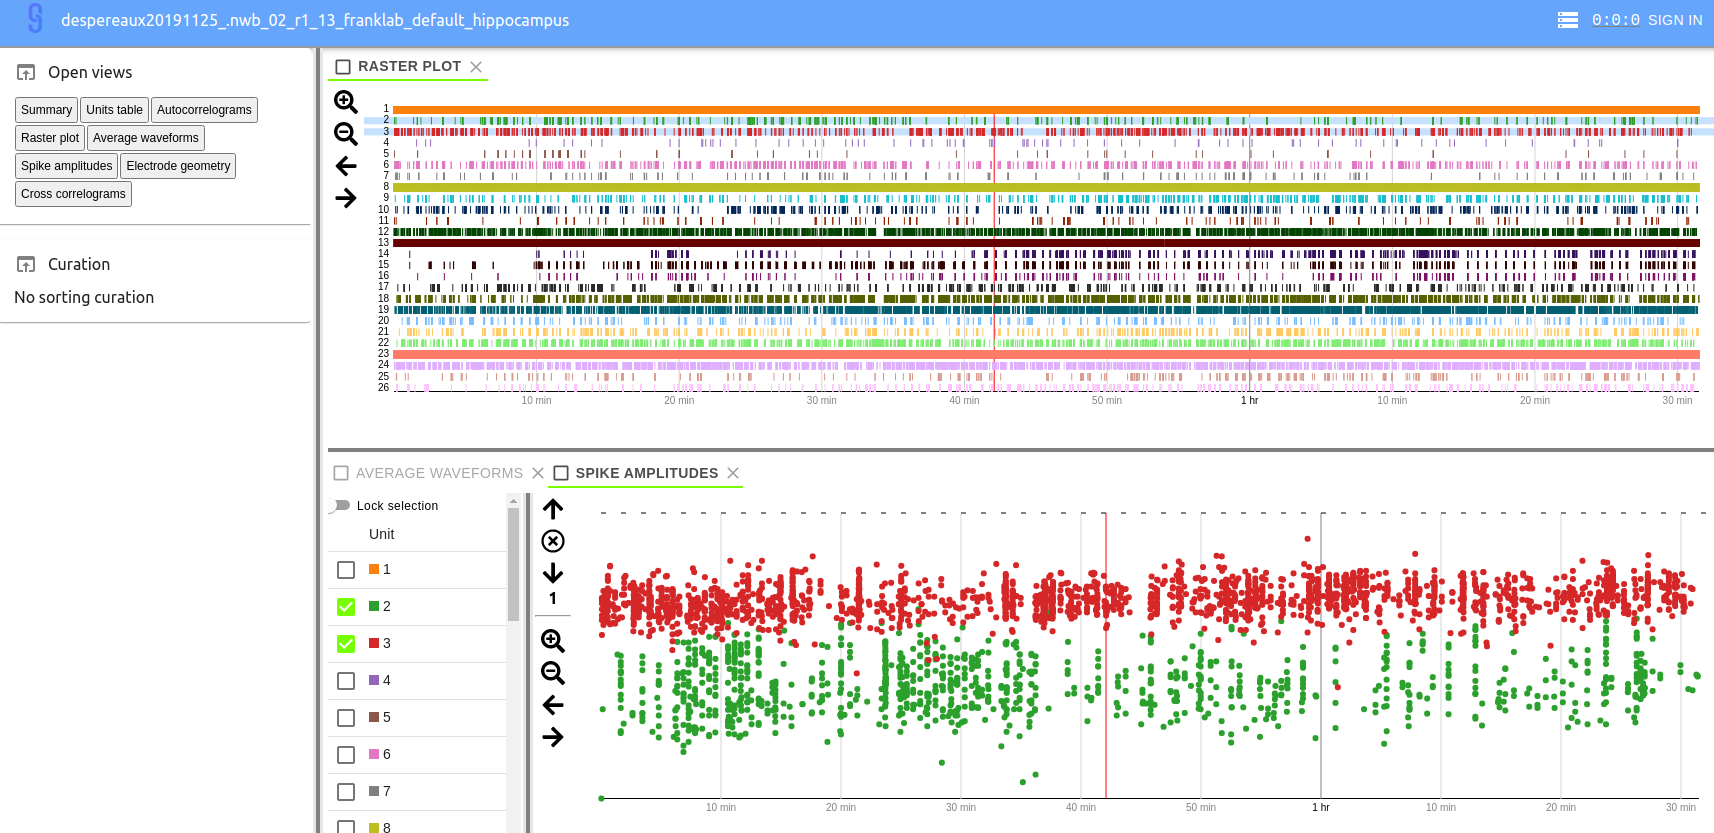 despereaux20191125_.nwb_02_r1_13_franklab_default_hippocampus
0:0:0 SIGN IN
Open views
Summary Units table Autocorrelograms
Raster plot Average waveforms
Spike amplitudes Electrode geometry
Cross correlograms
Curation
No sorting curation
RASTER PLOT
1
2
3
4
5
6
7
8
9
10
11
12
13
14
15
16
17
18
19
20
21
22
23
24
25
26
10 min 20 min 30 min 40 min 50 min 1 hr 10 min 20 min 30 min
AVERAGE WAVEFORMS SPIKE AMPLITUDES
Lock selection
Unit
1
2
3
4
5
6
7
8
1
10 min 20 min 30 min 40 min 50 min 1 hr 10 min 20 min 30 min